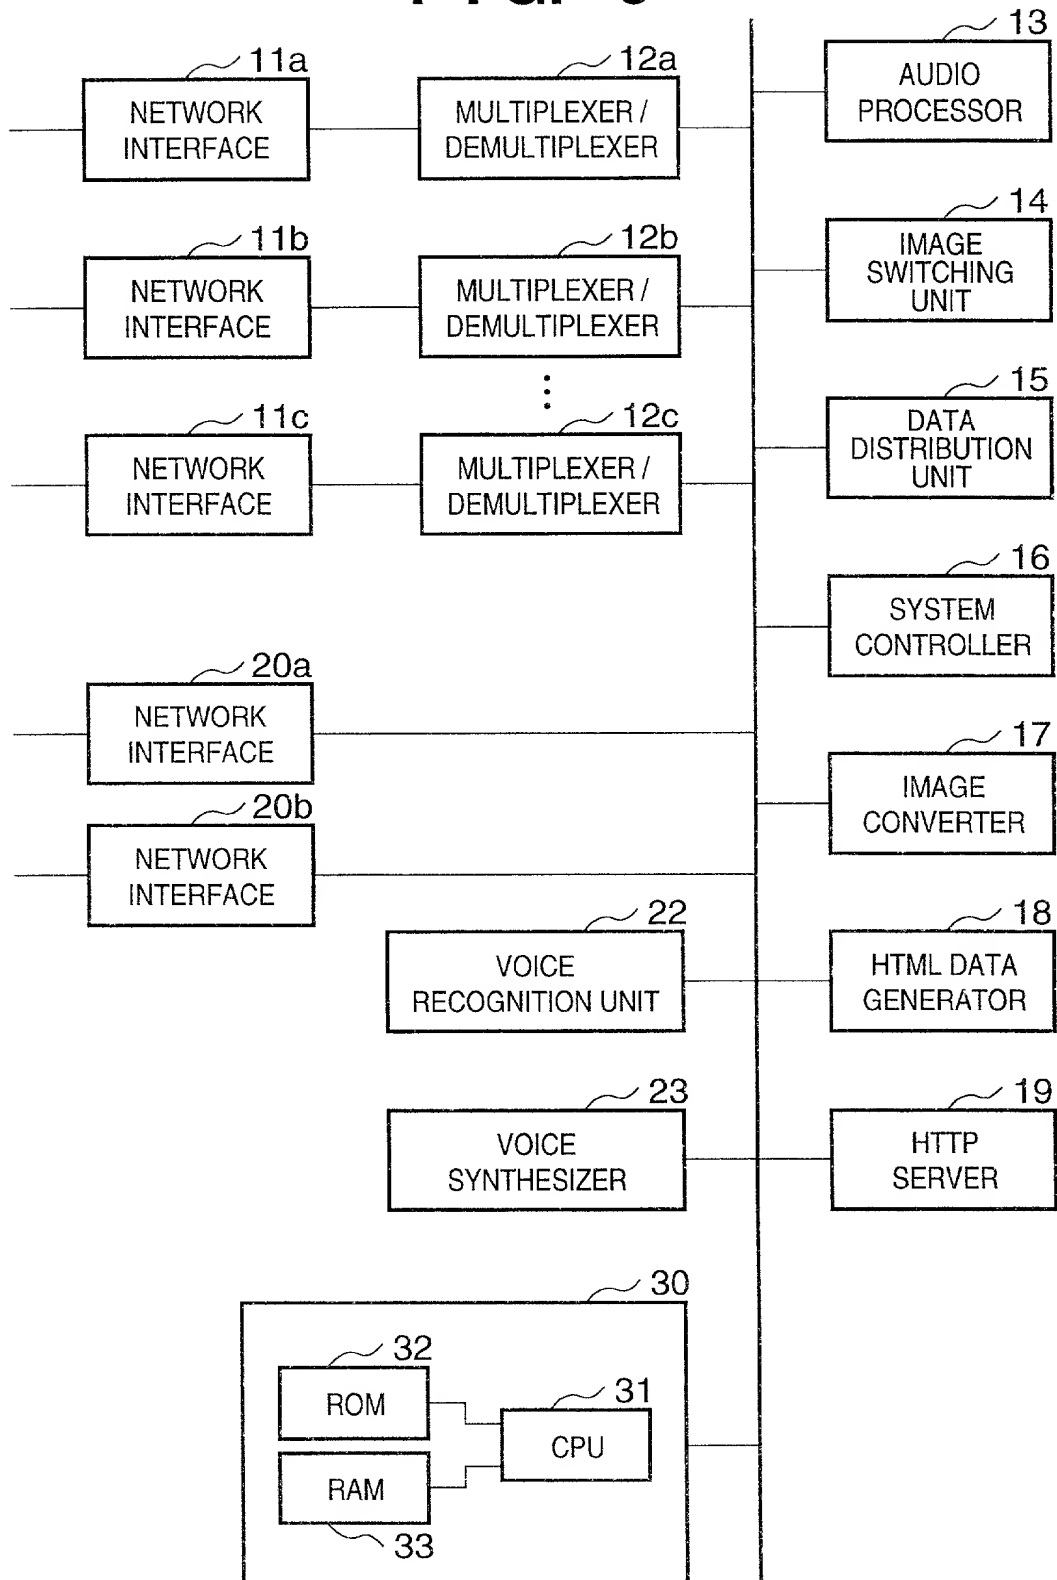 11a
NETWORK
INTERFACE
12a
MULTIPLEXER /
DEMULTIPLEXER
13
AUDIO
PROCESSOR
11b
NETWORK
INTERFACE
12b
MULTIPLEXER /
DEMULTIPLEXER
14
IMAGE
SWITCHING
UNIT
11c
NETWORK
INTERFACE
12c
MULTIPLEXER /
DEMULTIPLEXER
15
DATA
DISTRIBUTION
UNIT
16
SYSTEM
CONTROLLER
20a
NETWORK
INTERFACE
17
IMAGE
CONVERTER
20b
NETWORK
INTERFACE
22
VOICE
RECOGNITION UNIT
18
HTML DATA
GENERATOR
23
VOICE
SYNTHESIZER
19
HTTP
SERVER
30
32
ROM
31
CPU
RAM
33